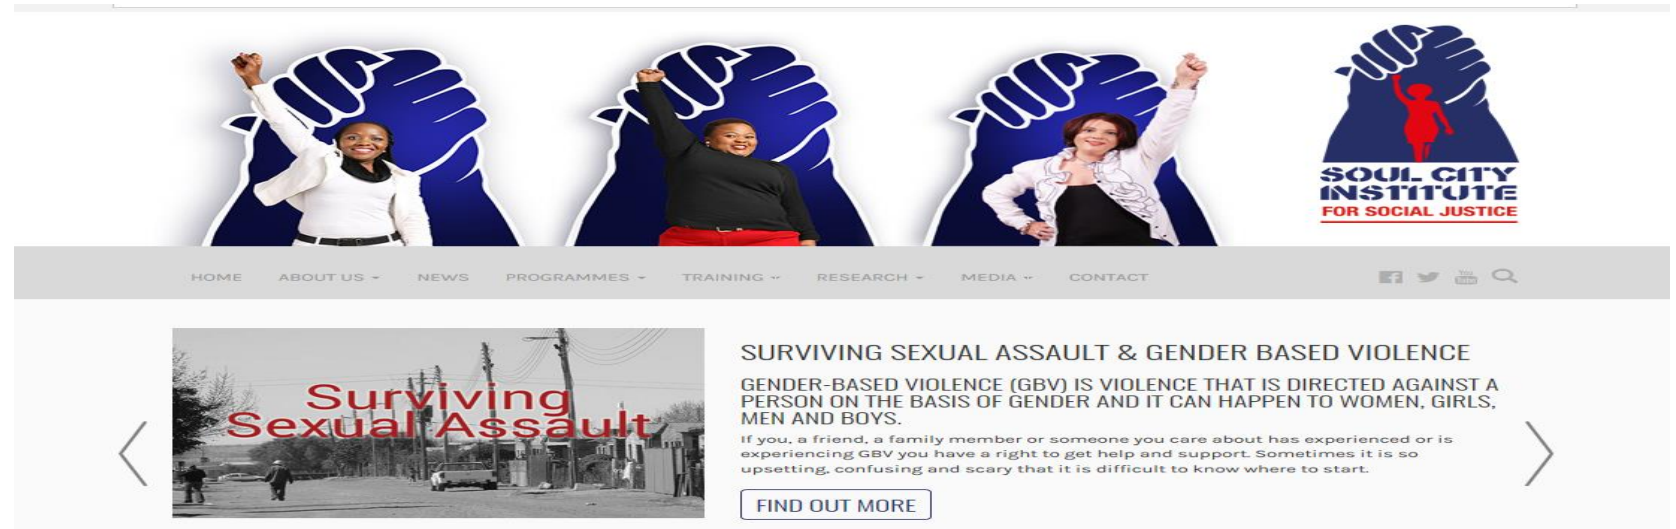 SOUL CITY
INSTITUTE
FOR SOCIAL JUSTICE
HOME ABOUT US NEWS PROGRAMMES TRAINING RESEARCH MEDIA CONTACT
You
Tube
Surviving
Sexual Assault
SURVIVING SEXUAL ASSAULT & GENDER BASED VIOLENCE
GENDER-BASED VIOLENCE (GBV) IS VIOLENCE THAT IS DIRECTED AGAINST A
PERSON ON THE BASIS OF GENDER AND IT CAN HAPPEN TO WOMEN, GIRLS,
MEN AND BOYS.
If you, a friend, a family member or someone you care about has experienced or is
experiencing GBV you have a right to get help and support. Sometimes it is so
upsetting, confusing and scary that it is difficult to know where to start.
FIND OUT MORE